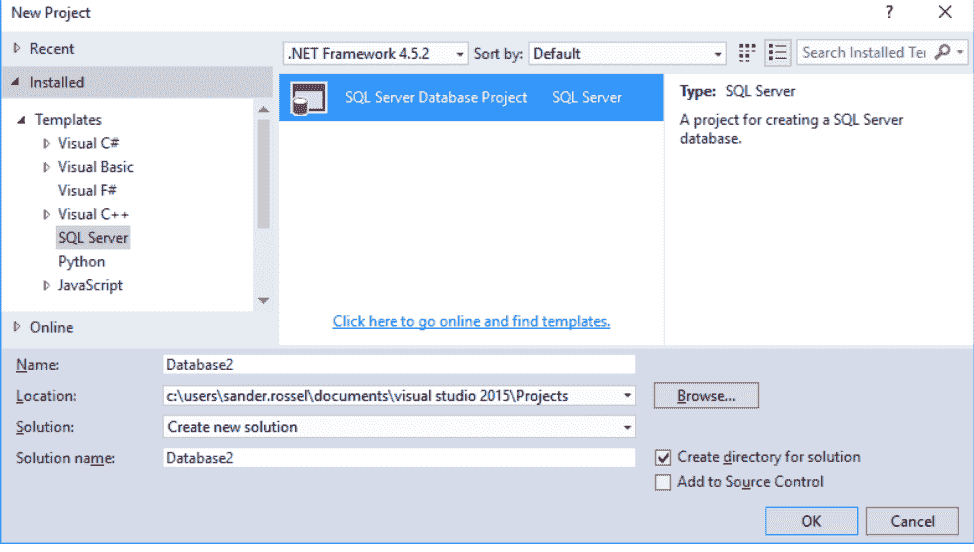 New Project
? 
Recent
.NET Framework 4.5.2 Sort by: Default Search Installed Te
Installed
SQL Server Database Project SQL Server
Type: SQL Server
A project for creating a SQL Server
database.
Templates
Visual C#
Visual Basic
Visual F#
Visual C++
SQL Server
Python
JavaScript
Click here to go online and find templates.
Online
Name: Database2
Location: c:\users\sander.rossel\documents\visual studio 2015\Projects Browse...
Solution: Create new solution
Solution name: Database2
Create directory for solution
Add to Source Control
OK Cancel